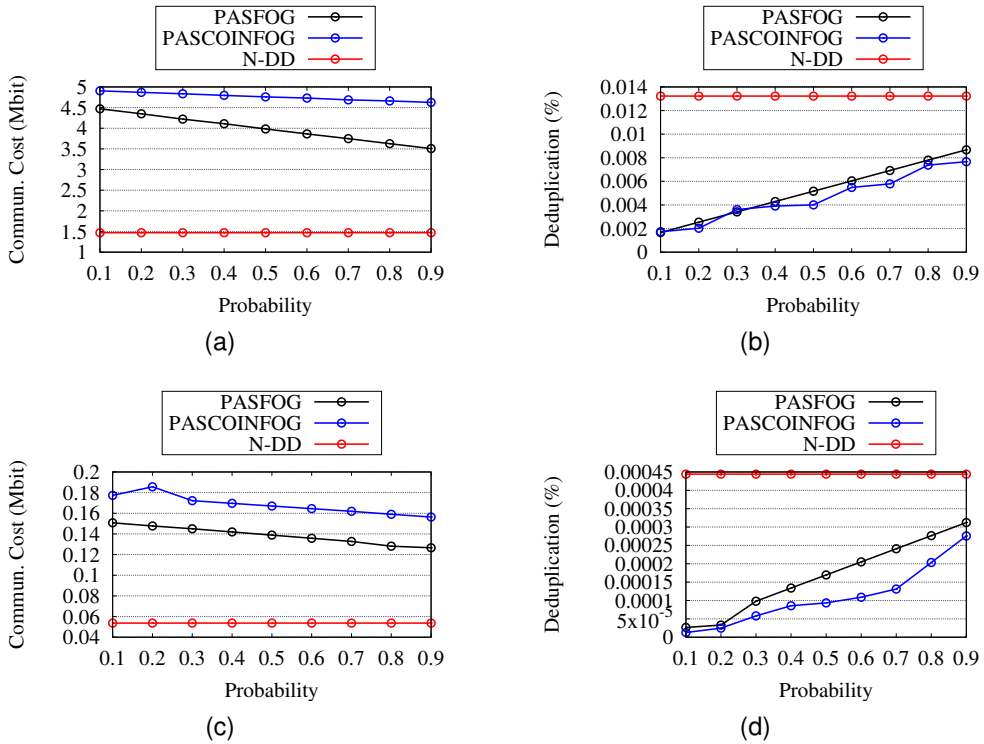 PASFOG
PASCOINFOG
N-DD
Commun. Cost (Mbit)
5
4.5
4
3.5
3
2.5
2
1.5
1
0.1 0.2 0.3 0.4 0.5 0.6 0.7 0.8 0.9
Probability
(a)
PASFOG
PASCOINFOG
N-DD
Deduplication (%)
0.014
0.012
0.01
0.008
0.006
0.004
0.002
0
0.1 0.2 0.3 0.4 0.5 0.6 0.7 0.8 0.9
Probability
(b)
PASFOG
PASCOINFOG
N-DD
Commun. Cost (Mbit)
0.2
0.18
0.16
0.14
0.12
0.1
0.08
0.06
0.04
0.1 0.2 0.3 0.4 0.5 0.6 0.7 0.8 0.9
Probability
(c)
PASFOG
PASCOINFOG
N-DD
Deduplication (%)
0.00045
0.0004
0.00035
0.0003
0.00025
0.0002
0.00015
0.0001
5x10⁻⁵
0
0.1 0.2 0.3 0.4 0.5 0.6 0.7 0.8 0.9
Probability
(d)